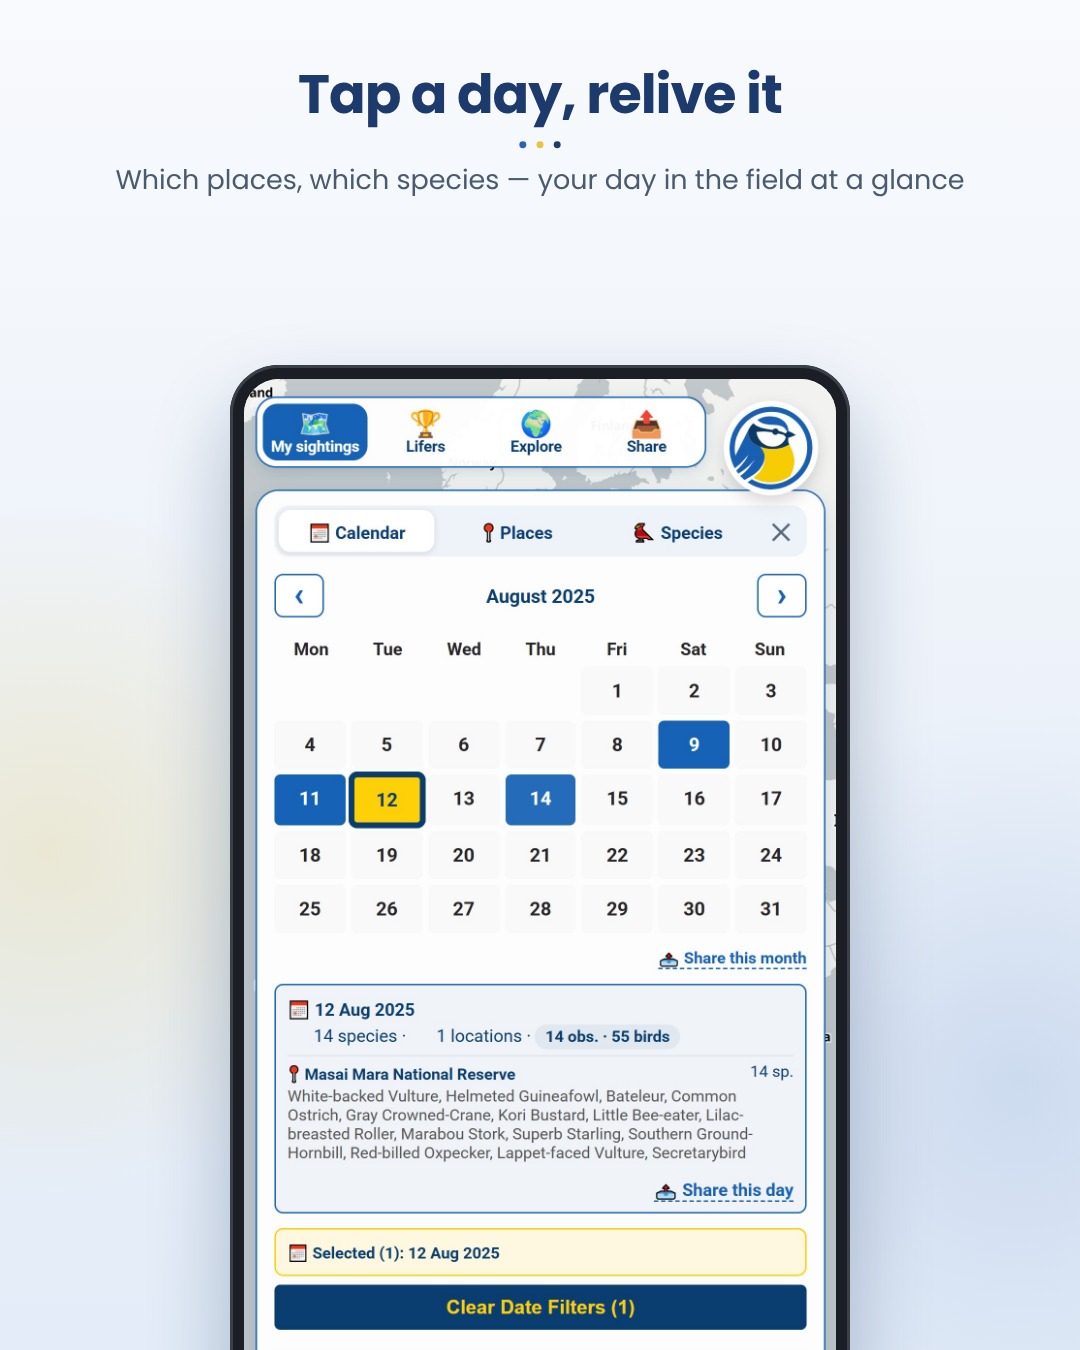 Tap a day, relive it
Which places, which species — your day in the field at a glance
and
My sightings Lifers Explore Share
Calendar Places Species
August 2025
Mon Tue Wed Thu Fri Sat Sun
1 2 3
4 5 6 7 8 9 10
11 12 13 14 15 16 17
18 19 20 21 22 23 24
25 26 27 28 29 30 31
Share this month
12 Aug 2025
14 species · 1 locations · 14 obs. · 55 birds
Masai Mara National Reserve 14 sp.
White-backed Vulture, Helmeted Guineafowl, Bateleur, Common
Ostrich, Gray Crowned-Crane, Kori Bustard, Little Bee-eater, Lilac-
breasted Roller, Marabou Stork, Superb Starling, Southern Ground-
Hornbill, Red-billed Oxpecker, Lappet-faced Vulture, Secretarybird
Share this day
Selected (1): 12 Aug 2025
Clear Date Filters (1)